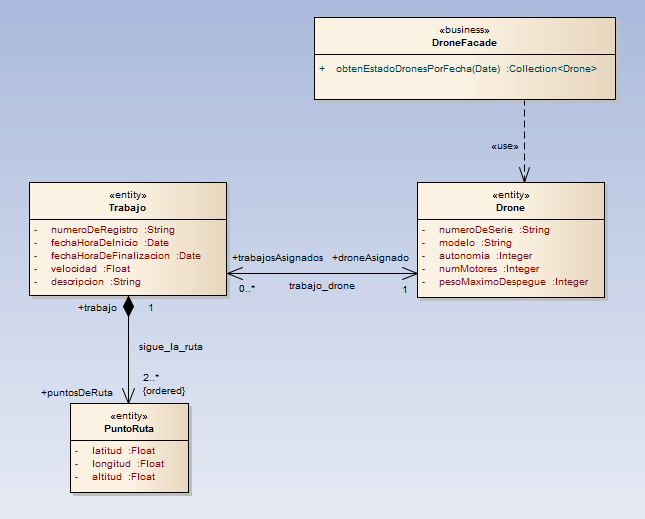 «business»
DroneFacade
+ obtenEstadoDronesPorFecha(Date) :Collection<Drone>
«use»
«entity»
Trabajo
- numeroDeRegistro :String
- fechaHoraDeInicio :Date
- fechaHoraDeFinalizacion :Date
- velocidad :Float
- descripcion :String
«entity»
Drone
- numeroDeSerie :String
- modelo :String
- autonomia :Integer
- numMotores :Integer
- pesoMaximoDespegue :Integer
+trabajosAsignados +droneAsignado
0..* trabajo_drone 1
+trabajo 1
sigue_la_ruta
2..*
+puntosDeRuta {ordered}
«entity»
PuntoRuta
- latitud :Float
- longitud :Float
- altitud :Float